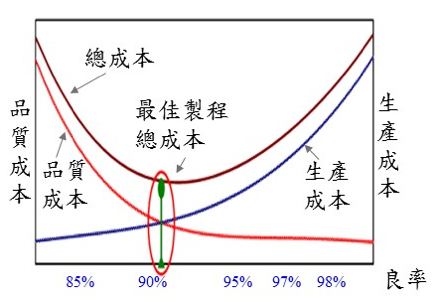 總成本
最佳製程
總成本
品質成本
品質
成本
生產
成本
生產成本
85% 90% 95% 97% 98% 良率